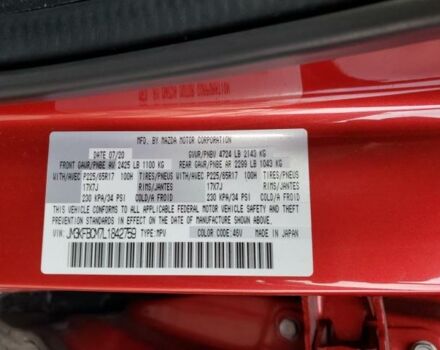 MFG. BY MAZDA MOTOR CORPORATION
DATE 07/20 GVWR/PNBV 4724 LB 2143 KG
FRONT GAWR/PNBE AV 2425 LB 1100 KG REAR GAWR/PNBE AR 2299 LB 1043 KG
WITH/AVEC P225/65R17 100H TIRES/PNEUS WITH/AVEC P225/65R17 100H TIRES/PNEUS
17X7J RIMS/JANTES 17X7J RIMS/JANTES
230 KPA/34 PSI COLD/A FROID 230 KPA/34 PSI COLD/A FROID
THIS VEHICLE CONFORMS TO ALL APPLICABLE FEDERAL MOTOR VEHICLE SAFETY AND THEFT
PREVENTION STANDARDS IN EFFECT ON THE DATE OF MANUFACTURE SHOWN ABOVE.
VIN: JM3KFBCM7L1842759 TYPE: MPV COLOR CODE: 46V MADE IN JAPAN